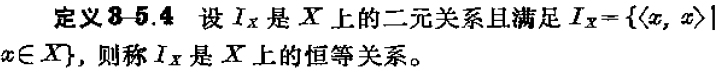 定义 3-5.4 设 I_X 是 X 上的二元关系且满足 I_X={⟨x, x⟩|
x∈X}, 则称 I_X 是 X 上的恒等关系。